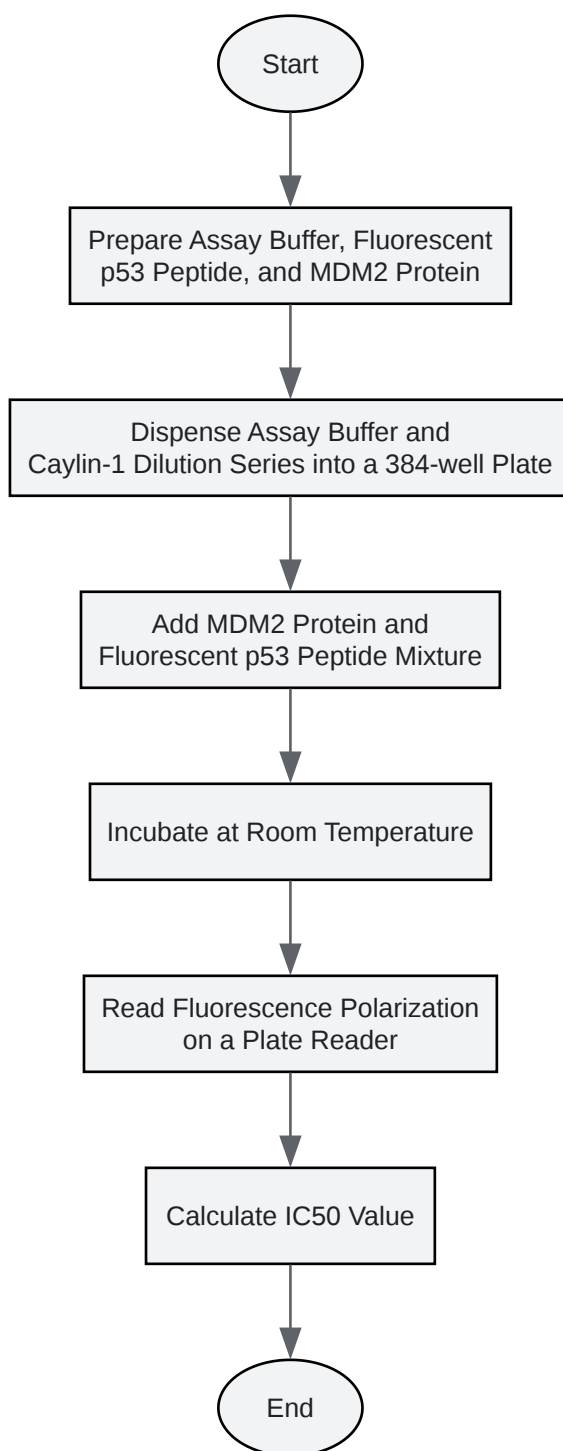 Start
Prepare Assay Buffer, Fluorescent
p53 Peptide, and MDM2 Protein
Dispense Assay Buffer and
Caylin-1 Dilution Series into a 384-well Plate
Add MDM2 Protein and
Fluorescent p53 Peptide Mixture
Incubate at Room Temperature
Read Fluorescence Polarization
on a Plate Reader
Calculate IC50 Value
End